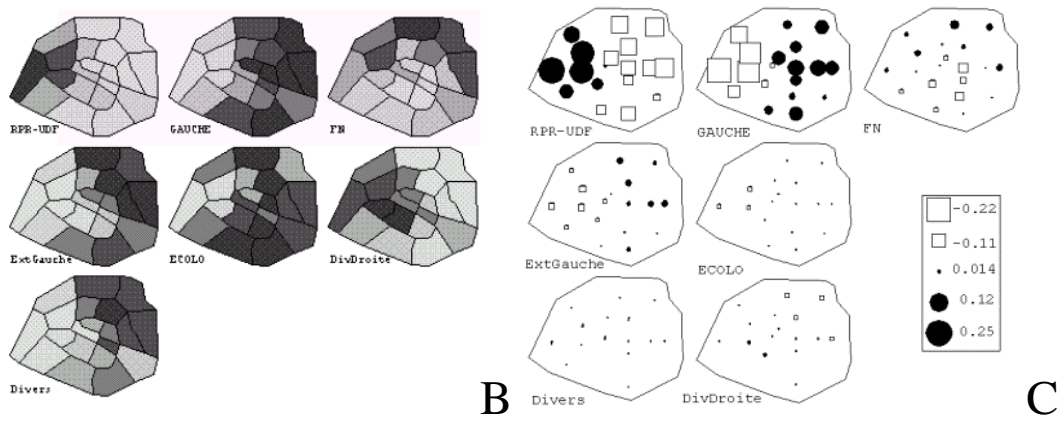 RPR-UDF GAUCHE FN
ExtGauche ECOLO DivDroite
Divers
B
RPR-UDF GAUCHE FN
ExtGauche ECOLO
Divers DivDroite
-0.22
-0.11
0.014
0.12
0.25
C